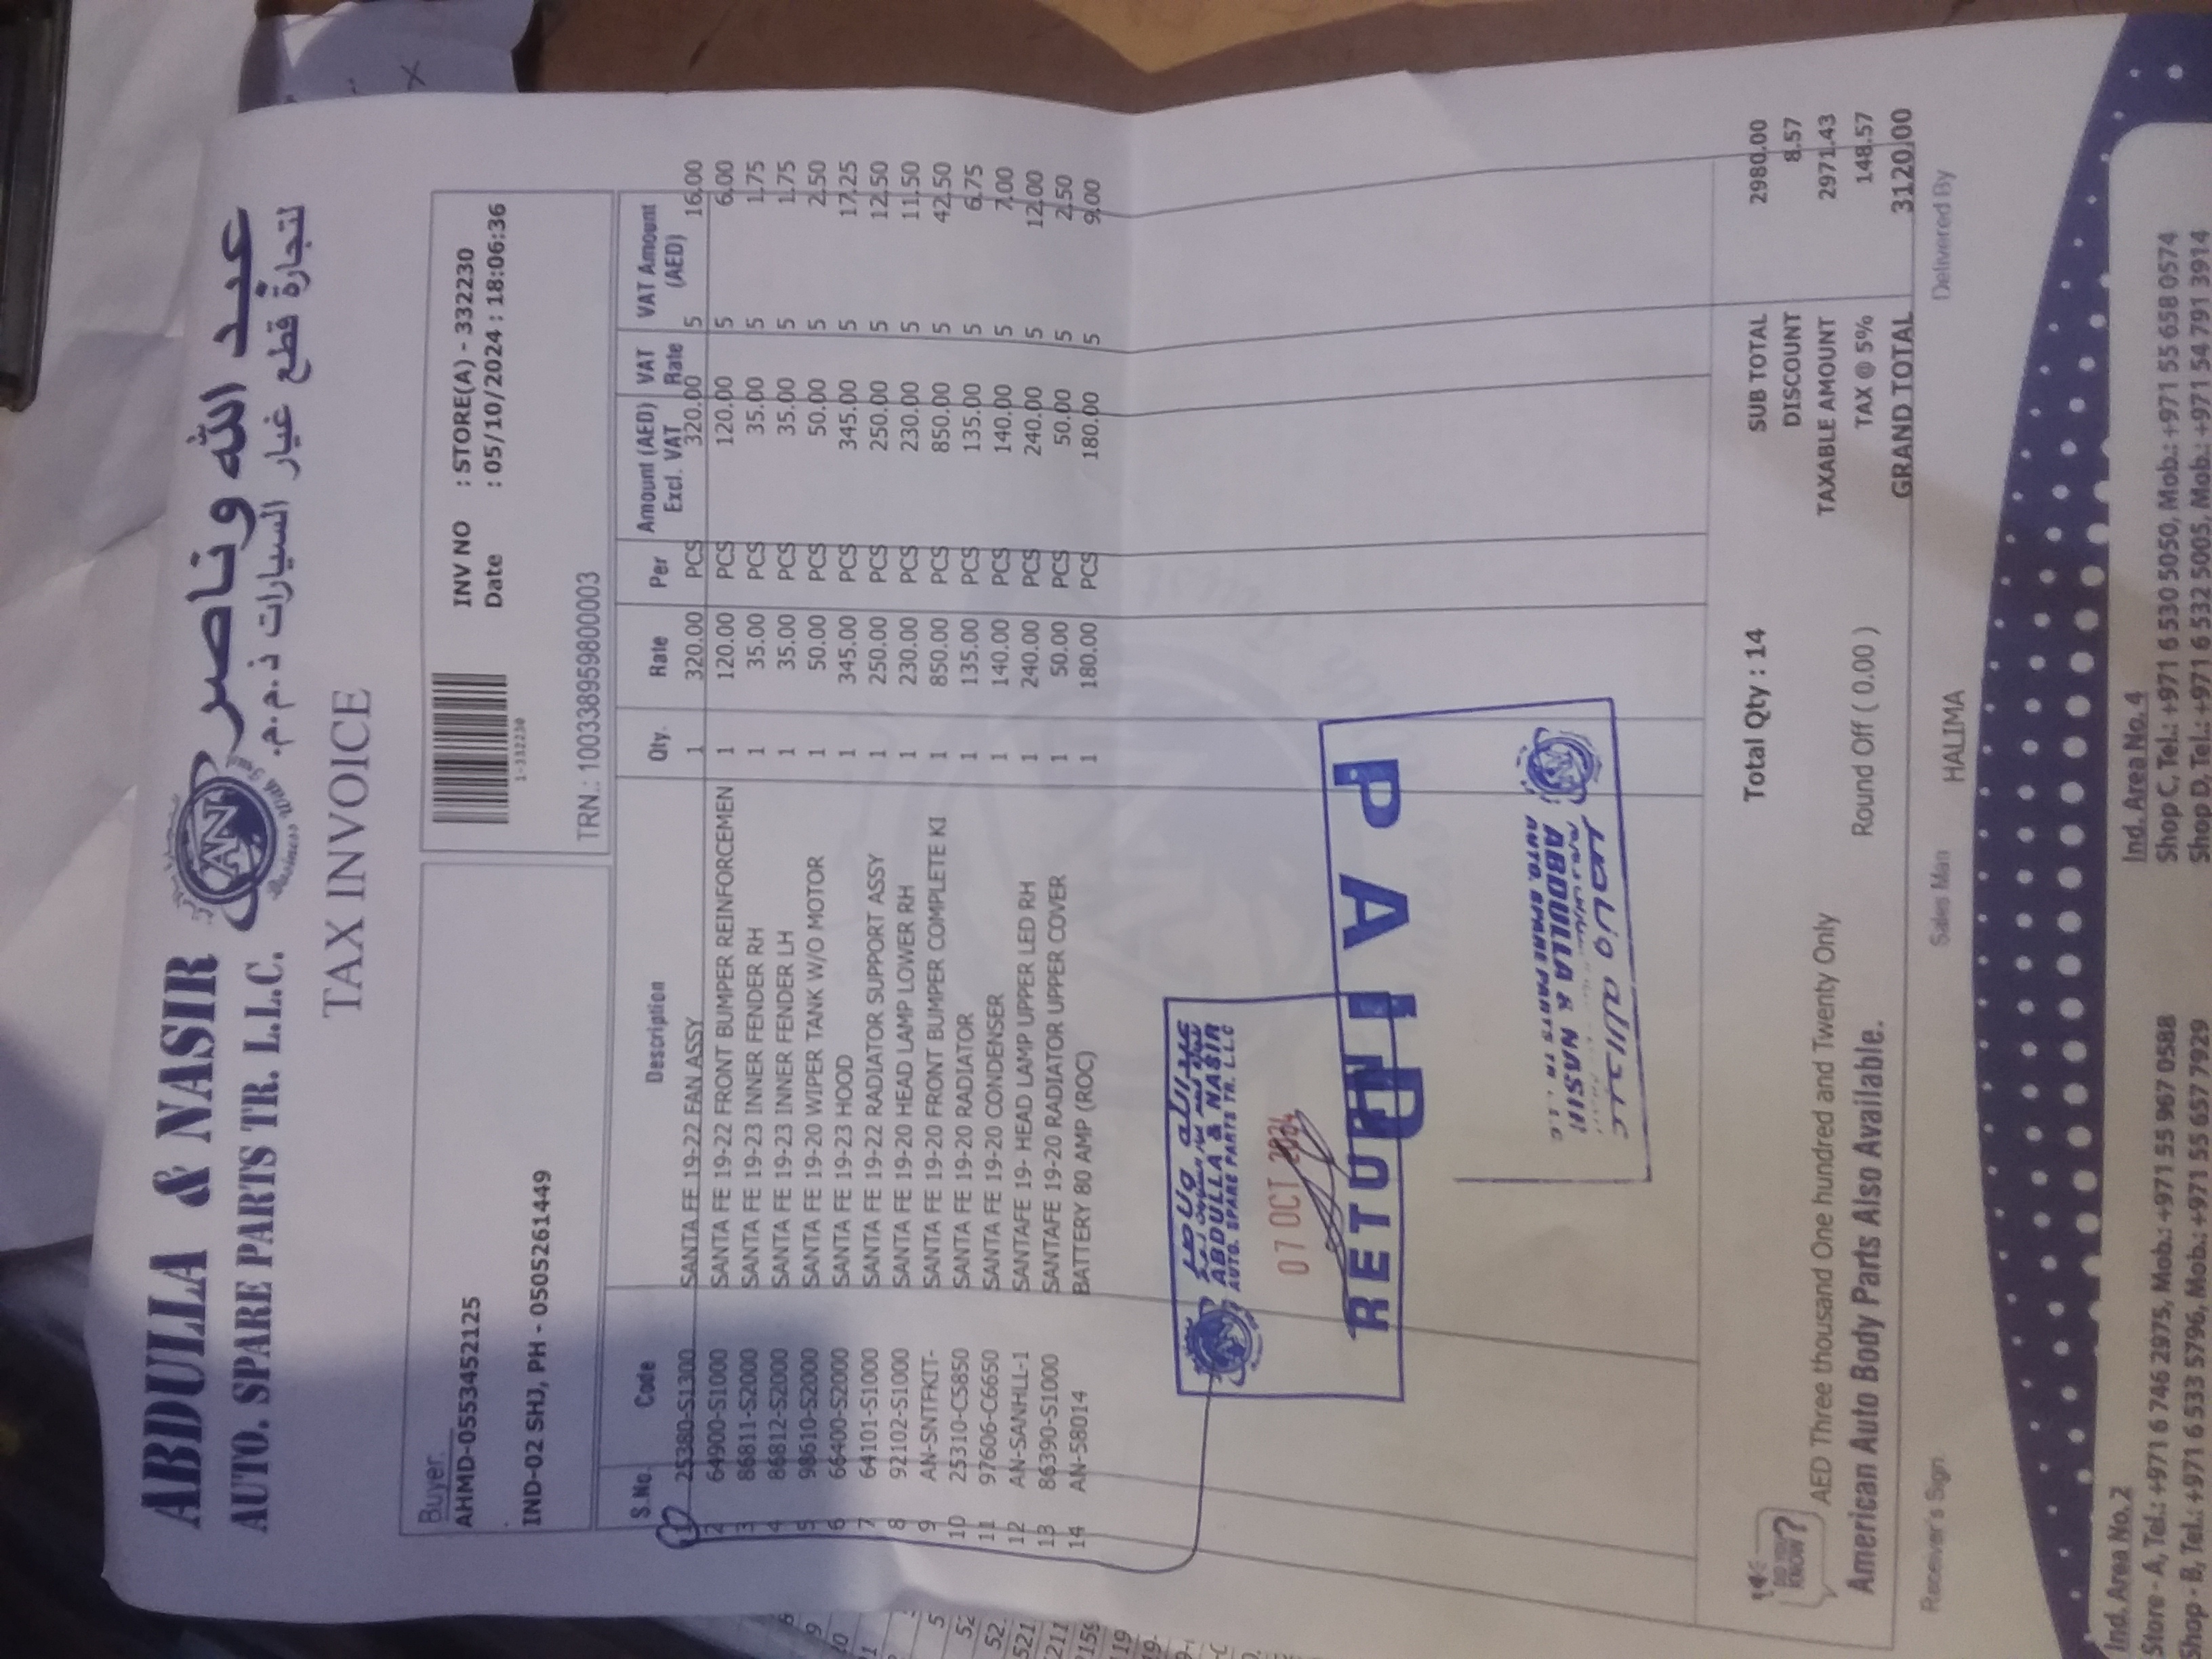 ABDULLA & NASIR عبد الله وناصر
AUTO. SPARE PARTS TR. L.L.C. لتجارة قطع غيار السيارات ذ.م.م.
AN
TAX INVOICE
Buyer
AHMD-0553452125
.
IND-02 SHJ, PH - 0505261449
1-332230
INV NO : STORE(A) - 332230
Date : 05/10/2024 : 18:06:36
TRN.: 100338959800003
S.No. Code Description Qty. Rate Per Amount (AED) Excl. VAT VAT Rate VAT Amount (AED)
1 25380-S1300 SANTA FE 19-22 FAN ASSY 1 320.00 PCS 320.00 5 16.00
2 64900-S1000 SANTA FE 19-22 FRONT BUMPER REINFORCEMEN 1 120.00 PCS 120.00 5 6.00
3 86811-S2000 SANTA FE 19-23 INNER FENDER RH 1 35.00 PCS 35.00 5 1.75
4 86812-S2000 SANTA FE 19-23 INNER FENDER LH 1 35.00 PCS 35.00 5 1.75
5 98610-S2000 SANTA FE 19-20 WIPER TANK W/O MOTOR 1 50.00 PCS 50.00 5 2.50
6 66400-S2000 SANTA FE 19-23 HOOD 1 345.00 PCS 345.00 5 17.25
7 64101-S1000 SANTA FE 19-22 RADIATOR SUPPORT ASSY 1 250.00 PCS 250.00 5 12.50
8 92102-S1000 SANTA FE 19-20 HEAD LAMP LOWER RH 1 230.00 PCS 230.00 5 11.50
9 AN-SNTFKIT- SANTA FE 19-20 FRONT BUMPER COMPLETE KI 1 850.00 PCS 850.00 5 42.50
10 25310-C5850 SANTA FE 19-20 RADIATOR 1 135.00 PCS 135.00 5 6.75
11 97606-C6650 SANTA FE 19-20 CONDENSER 1 140.00 PCS 140.00 5 7.00
12 AN-SANHLL-1 SANTAFE 19- HEAD LAMP UPPER LED RH 1 240.00 PCS 240.00 5 12.00
13 86390-S1000 SANTAFE 19-20 RADIATOR UPPER COVER 1 50.00 PCS 50.00 5 2.50
14 AN-58014 BATTERY 80 AMP (ROC) 1 180.00 PCS 180.00 5 9.00
ABDULLA & NASIR
AUTO. SPARE PARTS TR. L.L.C
07 OCT 2024
RETURN
PAID
ABDULLA & NASIR
AUTO. SPARE PARTS TR. L.L.C
Total Qty : 14
SUB TOTAL 2980.00
DISCOUNT 8.57
TAXABLE AMOUNT 2971.43
TAX @ 5% 148.57
GRAND TOTAL 3120.00
DO YOU KNOW?
AED Three thousand One hundred and Twenty Only
Round Off ( 0.00 )
American Auto Body Parts Also Available.
Receiver's Sign Sales Man HALIMA Delivered By
Ind. Area No.2
Store - A, Tel.: +971 6 746 2975, Mob.: +971 55 967 0588
Shop - B, Tel.: +971 6 533 5796, Mob.: +971 55 657 7929
Ind. Area No. 4
Shop C, Tel.: +971 6 530 5050, Mob.: +971 55 658 0574
Shop D, Tel.: +971 6 532 5005, Mob.: +971 54 791 3914